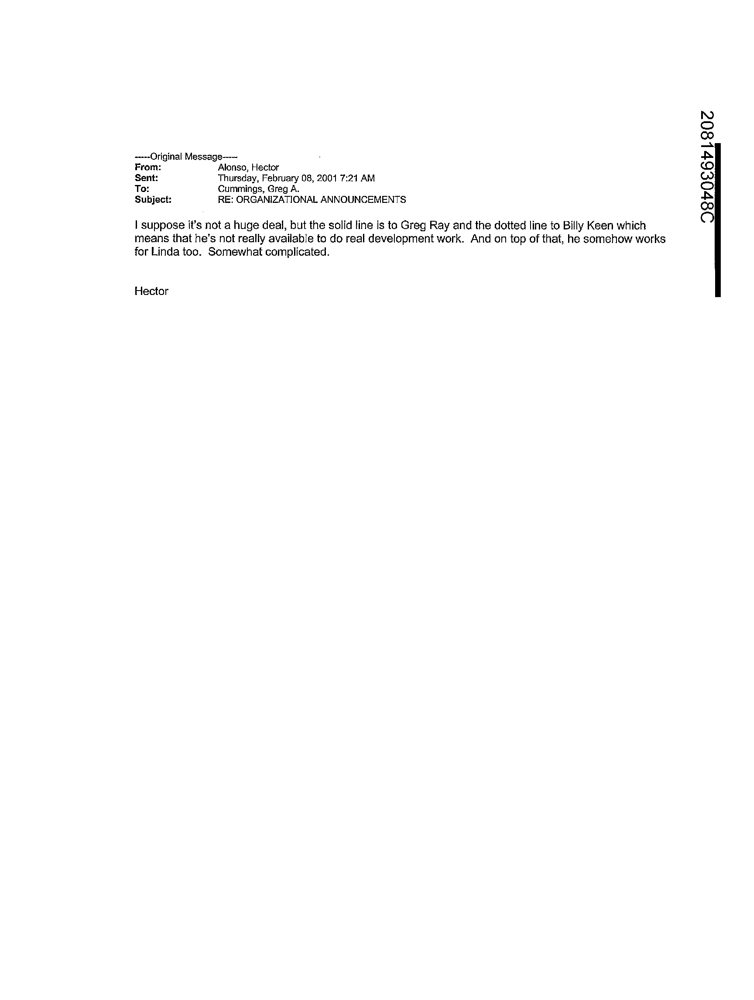 -----Original Message-----
From: Alonso, Hector
Sent: Thursday, February 08, 2001 7:21 AM
To: Cummings, Greg A.
Subject: RE: ORGANIZATIONAL ANNOUNCEMENTS
I suppose it's not a huge deal, but the solid line is to Greg Ray and the dotted line to Billy Keen which
means that he's not really available to do real development work. And on top of that, he somehow works
for Linda too. Somewhat complicated.
Hector
2081493048C